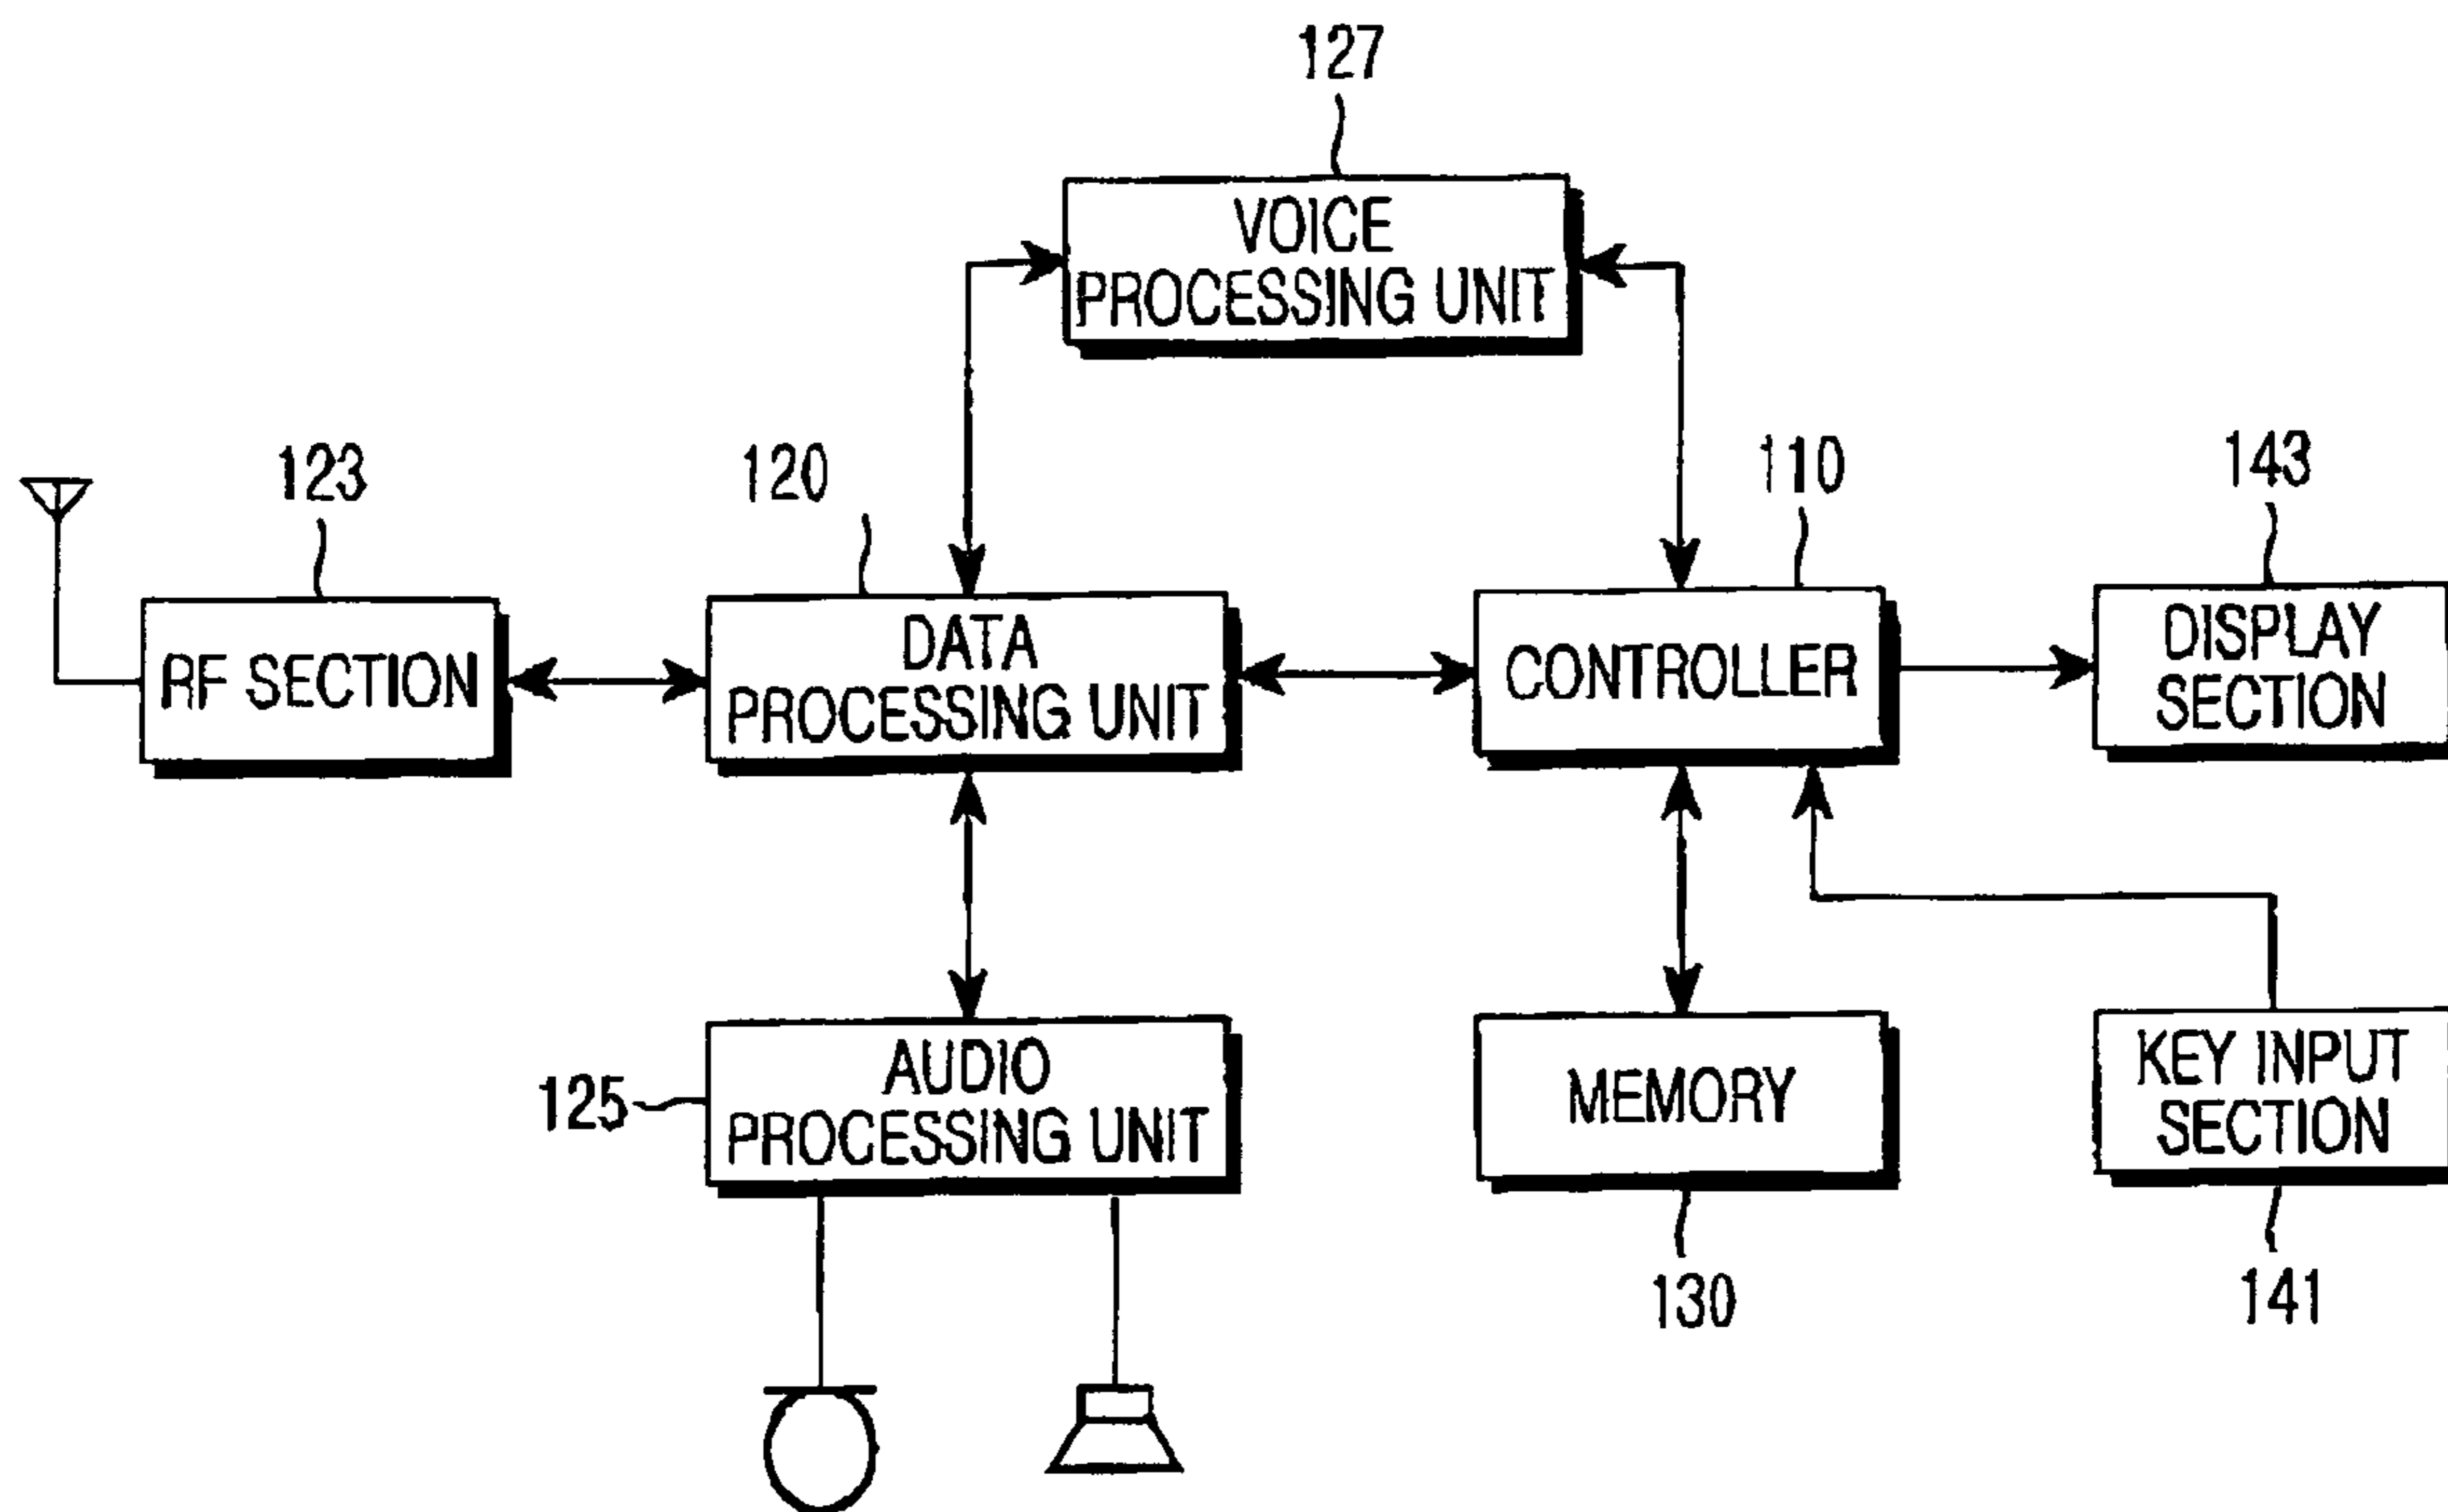 127
VOICE
PROCESSING UNIT
123
120
110
143
RF SECTION
DATA
PROCESSING UNIT
CONTROLLER
DISPLAY
SECTION
125
AUDIO
PROCESSING UNIT
MEMORY
KEY INPUT
SECTION
130
141